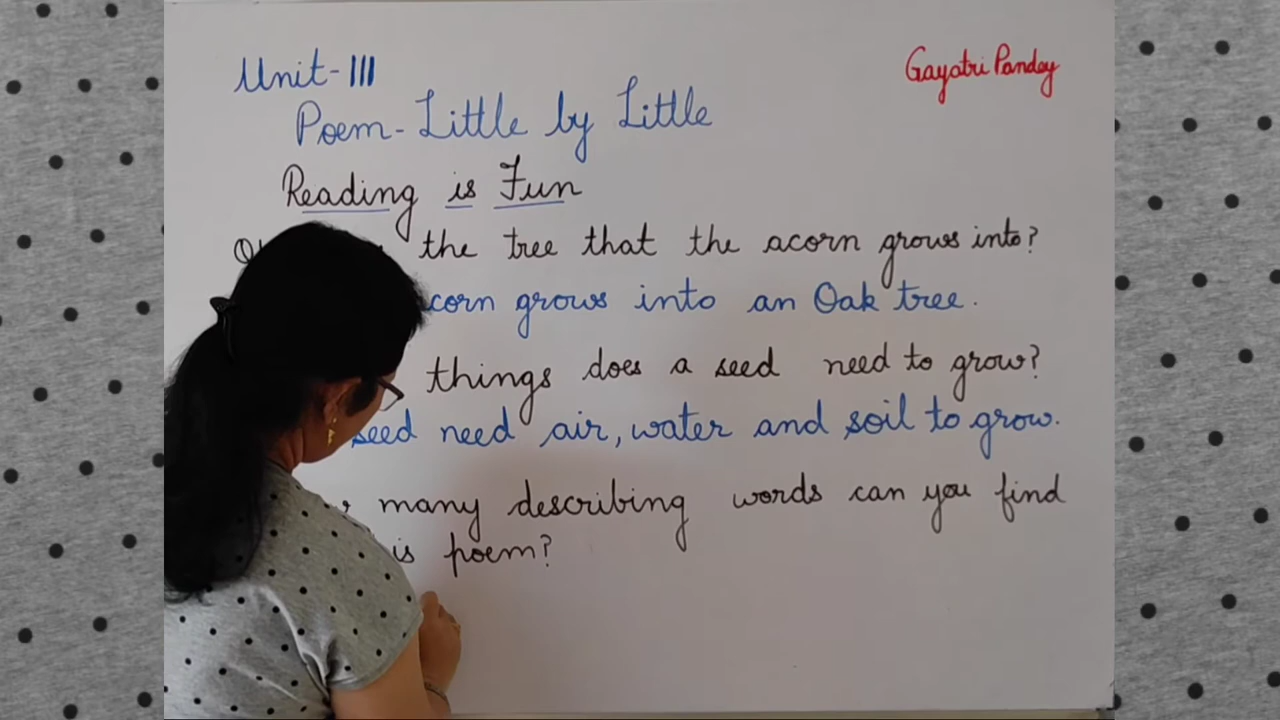 Unit-III
Gayatri Pandey
Poem-Little by Little
Reading is Fun
the tree that the acorn grows into?
corn grows into an Oak tree.
things does a seed need to grow?
seed need air, water and soil to grow.
many describing words can you find
is poem?